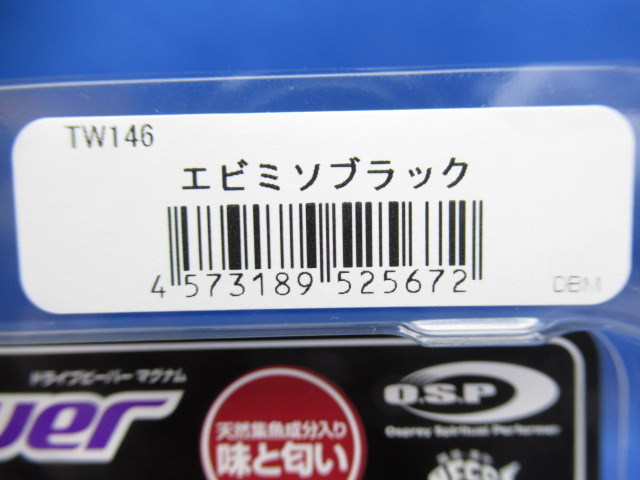 TW146
エビミソブラック
4 573189 525672
DBM
ドライブビーバー マグナム
ver
天然集魚成分入り
味と匂い
O.S.P
Osprey Spiritual Performer